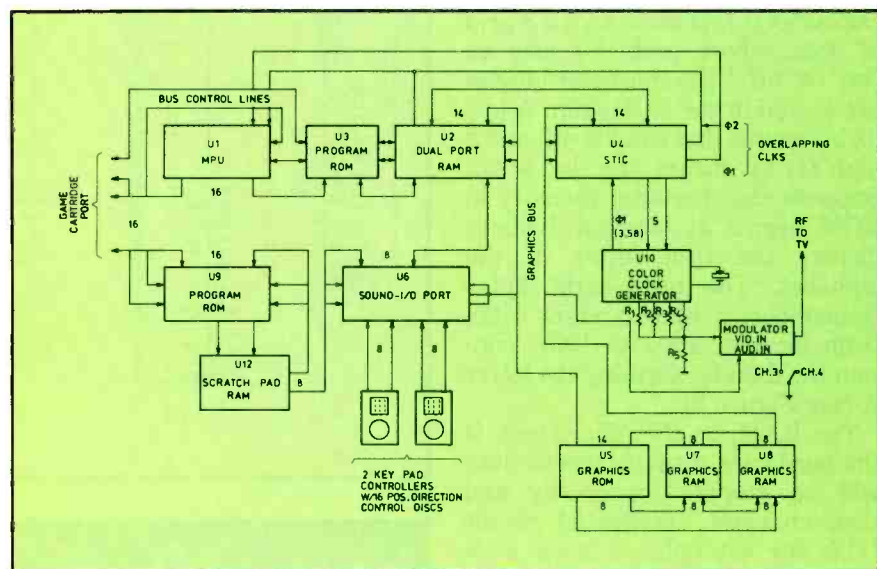 BUS CONTROL LINES
U1
MPU
U3
PROGRAM
ROM
U2
DUAL PORT
RAM
14
14
U4
STIC
Φ2
OVERLAPPING
CLKS
Φ1
GAME
CARTRIDGE
PORT
16
16
16
U9
PROGRAM
ROM
8
U6
SOUND-I/O PORT
GRAPHICS BUS
Φ1
(3.58)
5
U10
COLOR
CLOCK
GENERATOR
R1 R2 R3 R4
R5
RF
TO
TV
MODULATOR
VID. IN
AUD. IN
CH.3
CH.4
U12
SCRATCH PAD
RAM
8
8
8
2 KEY PAD
CONTROLLERS
W/16 POS. DIRECTION
CONTROL DISCS
14
8
8
U5
GRAPHICS
ROM
U7
GRAPHICS
RAM
U8
GRAPHICS
RAM
8
8
8